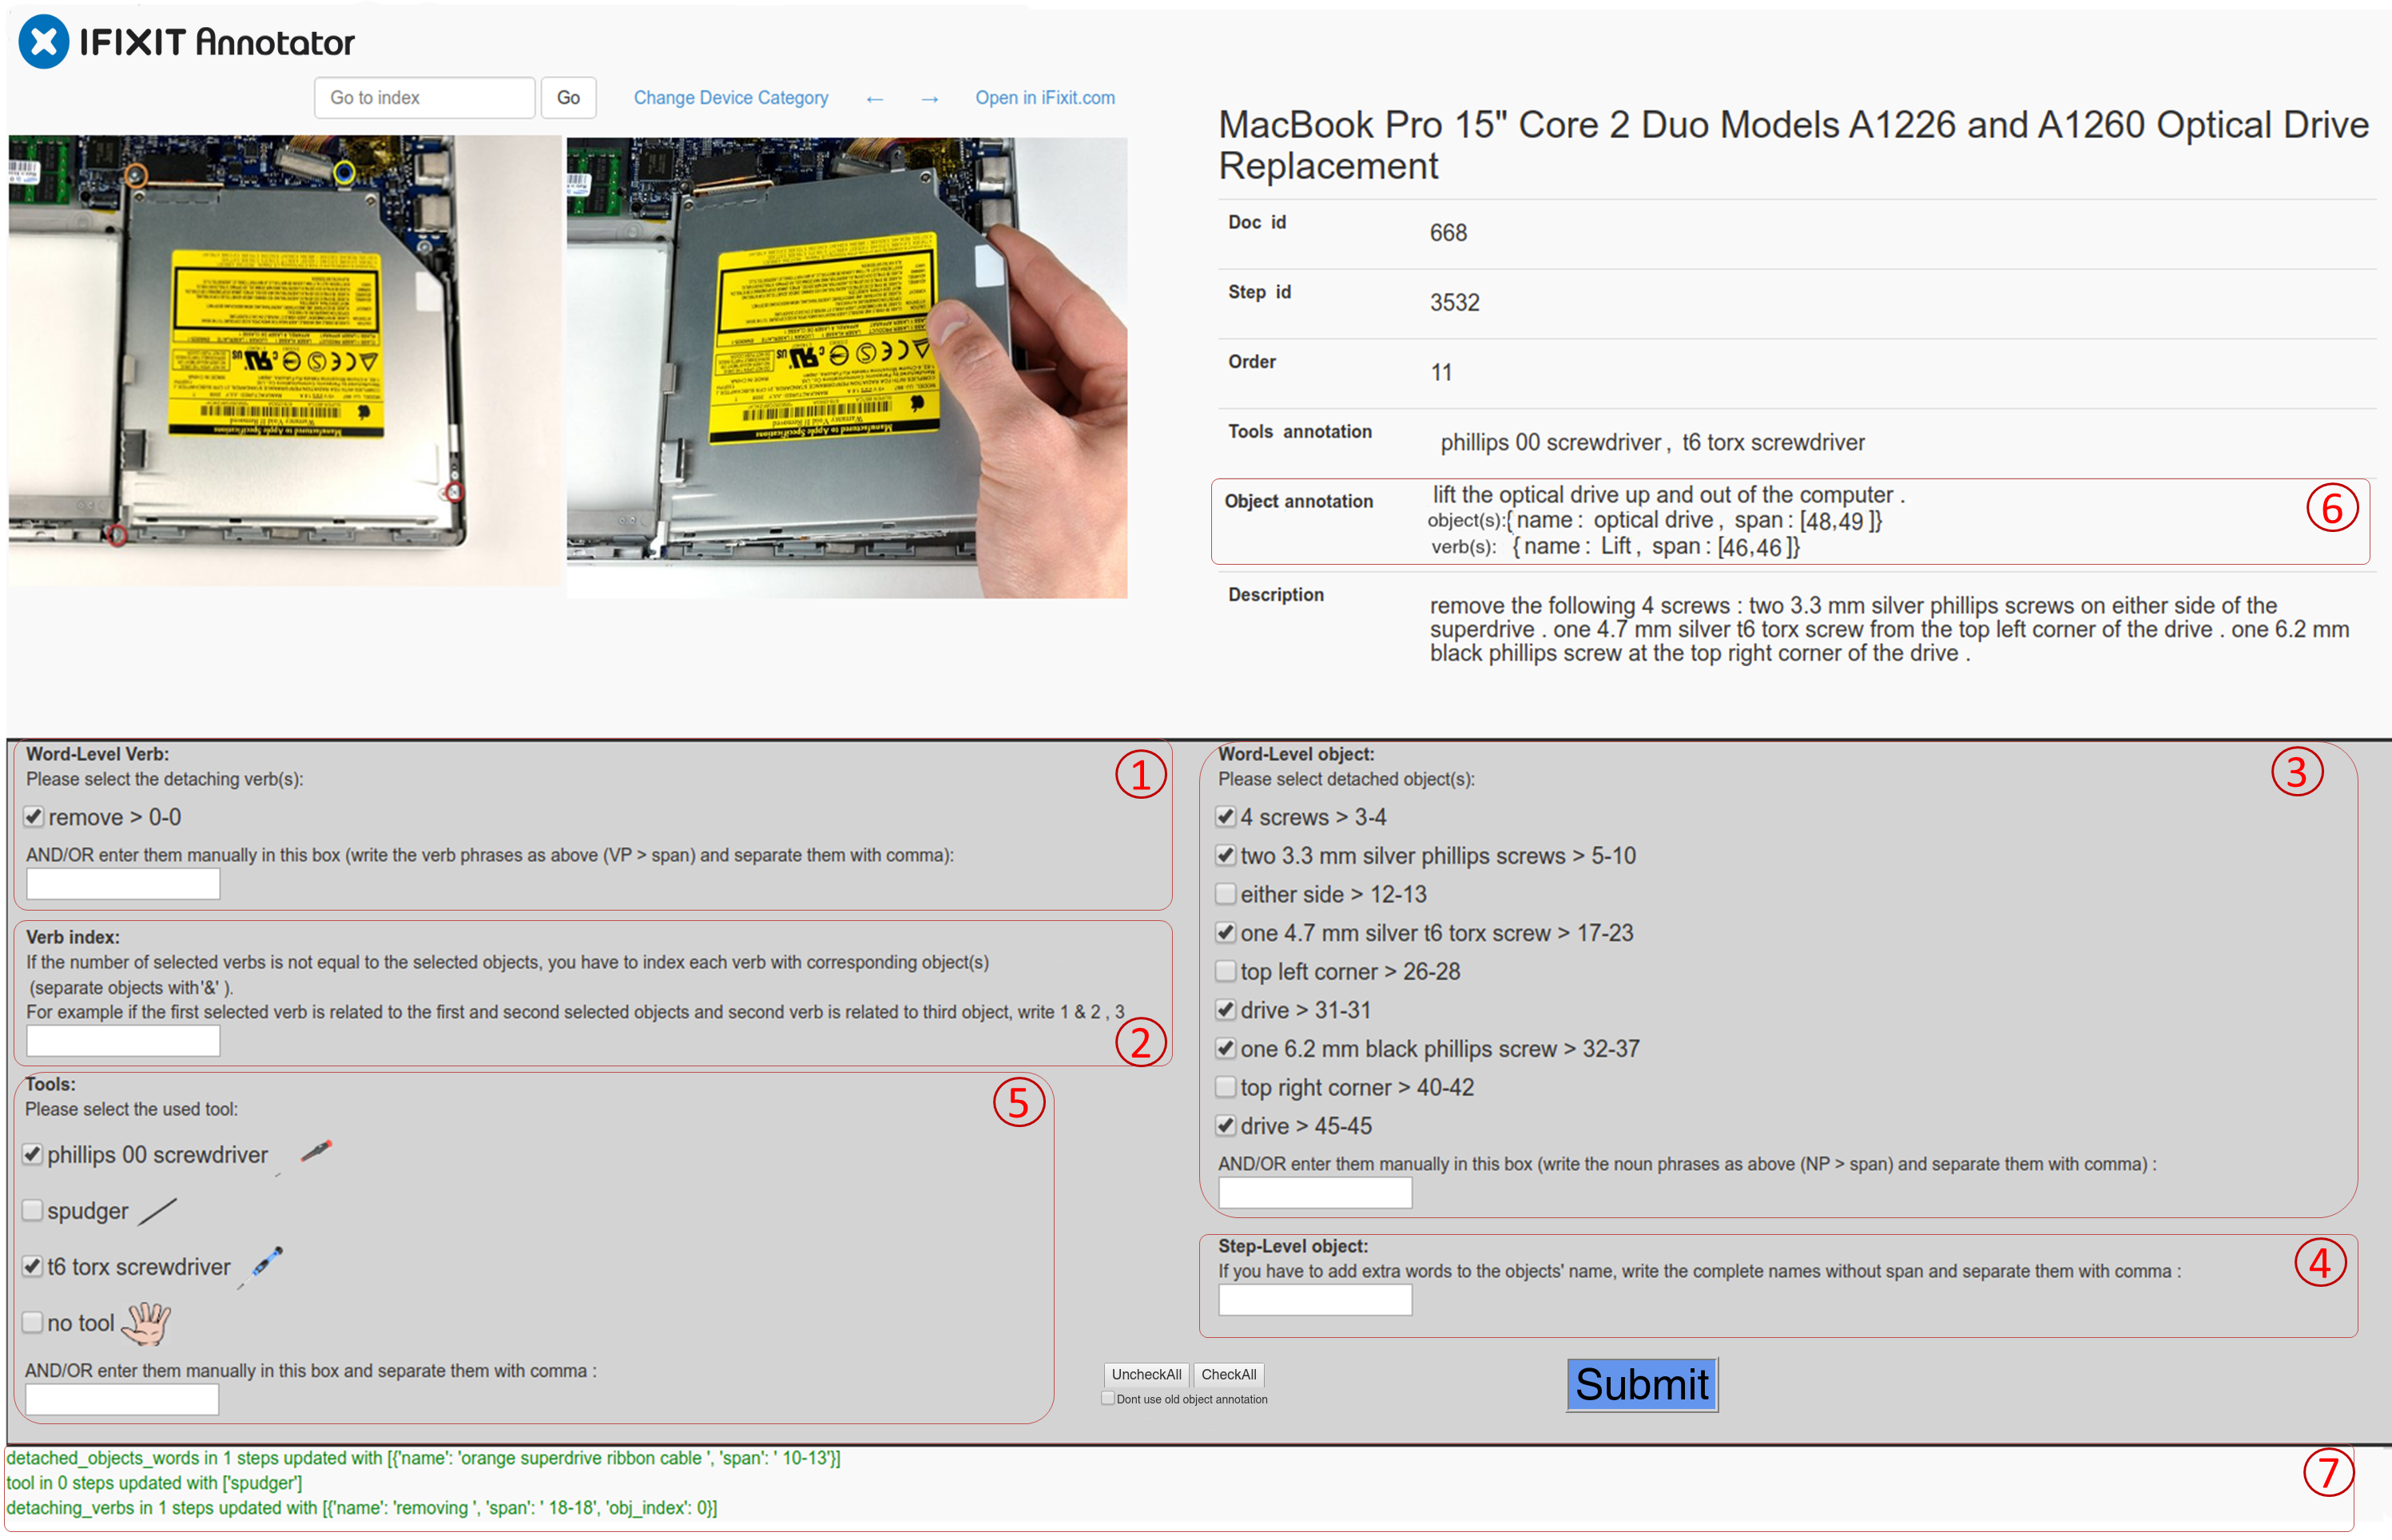 IFIXIT Annotator
Go to index
Go
Change Device Category
←
→
Open in iFixit.com
MacBook Pro 15" Core 2 Duo Models A1226 and A1260 Optical Drive
Replacement
Doc id
668
Step id
3532
Order
11
Tools annotation
phillips 00 screwdriver , t6 torx screwdriver
Object annotation
lift the optical drive up and out of the computer .
object(s):{ name : optical drive , span : [48,49 ]}
verb(s): { name : Lift , span : [46,46 ]}
6
Description
remove the following 4 screws : two 3.3 mm silver phillips screws on either side of the
superdrive . one 4.7 mm silver t6 torx screw from the top left corner of the drive . one 6.2 mm
black phillips screw at the top right corner of the drive .
Word-Level Verb:
Please select the detaching verb(s):
1
remove > 0-0
AND/OR enter them manually in this box (write the verb phrases as above (VP > span) and separate them with comma):
Verb index:
If the number of selected verbs is not equal to the selected objects, you have to index each verb with corresponding object(s)
(separate objects with'&' ).
For example if the first selected verb is related to the first and second selected objects and second verb is related to third object, write 1 & 2 , 3
2
Tools:
Please select the used tool:
5
phillips 00 screwdriver
spudger
t6 torx screwdriver
no tool
AND/OR enter them manually in this box and separate them with comma :
Word-Level object:
Please select detached object(s):
3
4 screws > 3-4
two 3.3 mm silver phillips screws > 5-10
either side > 12-13
one 4.7 mm silver t6 torx screw > 17-23
top left corner > 26-28
drive > 31-31
one 6.2 mm black phillips screw > 32-37
top right corner > 40-42
drive > 45-45
AND/OR enter them manually in this box (write the noun phrases as above (NP > span) and separate them with comma) :
Step-Level object:
If you have to add extra words to the objects' name, write the complete names without span and separate them with comma :
4
UncheckAll
CheckAll
Dont use old object annotation
Submit
detached_objects_words in 1 steps updated with [{'name': 'orange superdrive ribbon cable ', 'span': ' 10-13'}]
tool in 0 steps updated with ['spudger']
detaching_verbs in 1 steps updated with [{'name': 'removing ', 'span': ' 18-18', 'obj_index': 0}]
7
Manufactured to Apple Specifications
Warranty Void If Removed